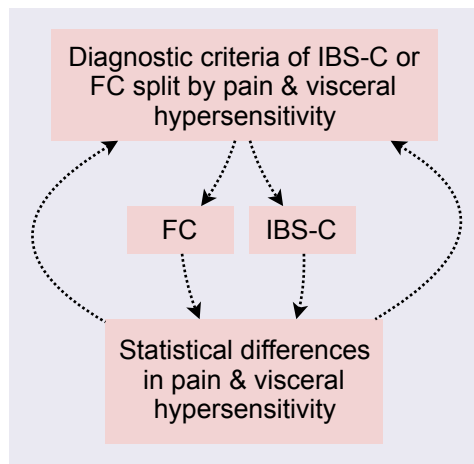 Diagnostic criteria of IBS-C or
FC split by pain & visceral
hypersensitivity
FC
IBS-C
Statistical differences
in pain & visceral
hypersensitivity